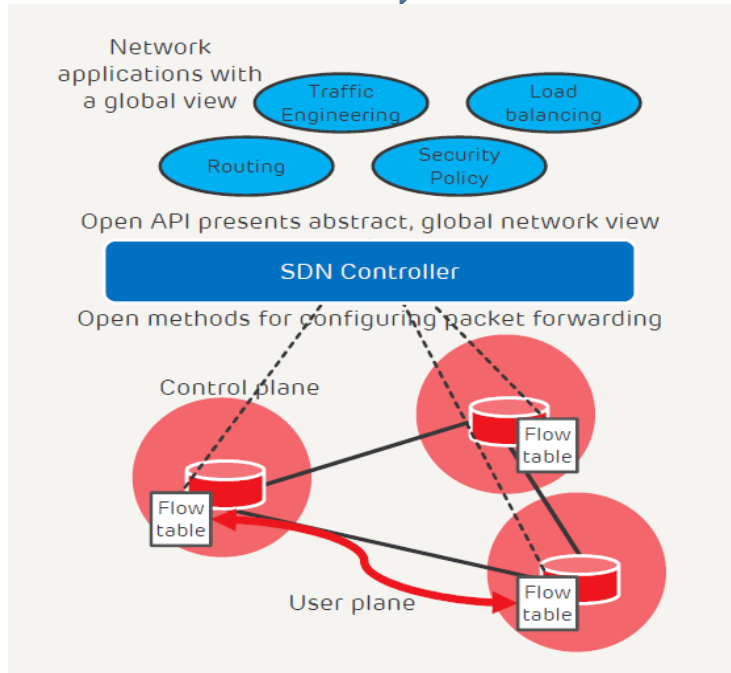 Network
applications with
a global view
Traffic
Engineering
Load
balancing
Routing
Security
Policy
Open API presents abstract, global network view
SDN Controller
Open methods for configuring packet forwarding
Control plane
Flow
table
Flow
table
Flow
table
User plane